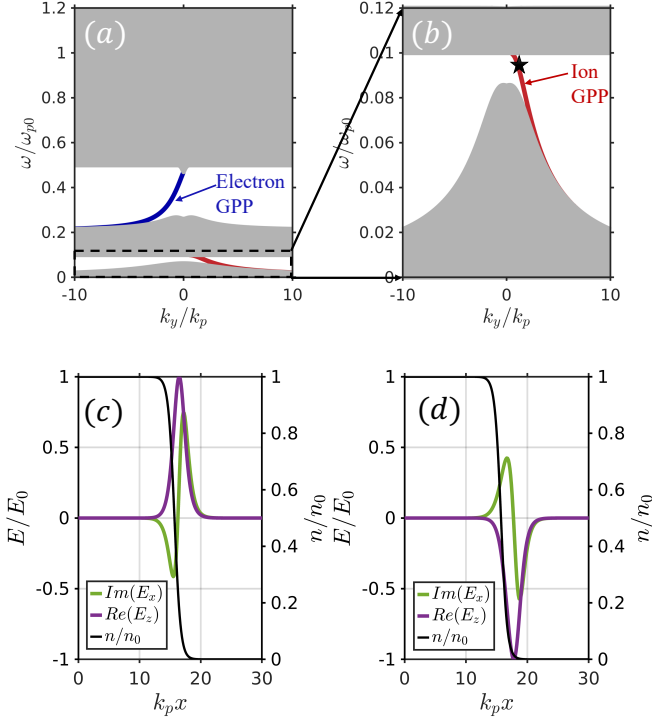 (a)
1.2
1
0.8
0.6
0.4
0.2
0
ω/ω_{p0}
Electron
GPP
-10 -5 0 5 10
k_y/k_p
(b)
0.12
0.1
0.08
0.06
0.04
0.02
0
ω/ω_{p0}
Ion
GPP
-10 -5 0 5 10
k_y/k_p
(c)
1
0.5
0
-0.5
-1
E/E_0
Im(E_x)
Re(E_z)
n/n_0
1
0.8
0.6
0.4
0.2
0
n/n_0
0 10 20 30
k_p x
(d)
1
0.5
0
-0.5
-1
E/E_0
Im(E_x)
Re(E_z)
n/n_0
1
0.8
0.6
0.4
0.2
0
n/n_0
0 10 20 30
k_p x